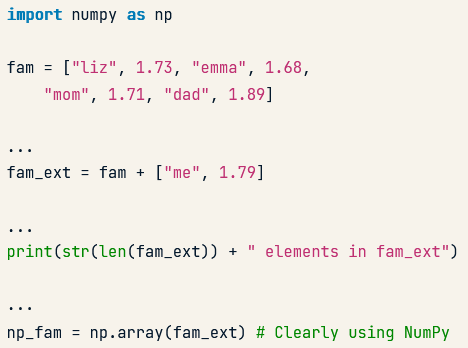 import numpy as np
fam = ["liz", 1.73, "emma", 1.68,
    "mom", 1.71, "dad", 1.89]
...
fam_ext = fam + ["me", 1.79]
...
print(str(len(fam_ext)) + " elements in fam_ext")
...
np_fam = np.array(fam_ext) # Clearly using NumPy